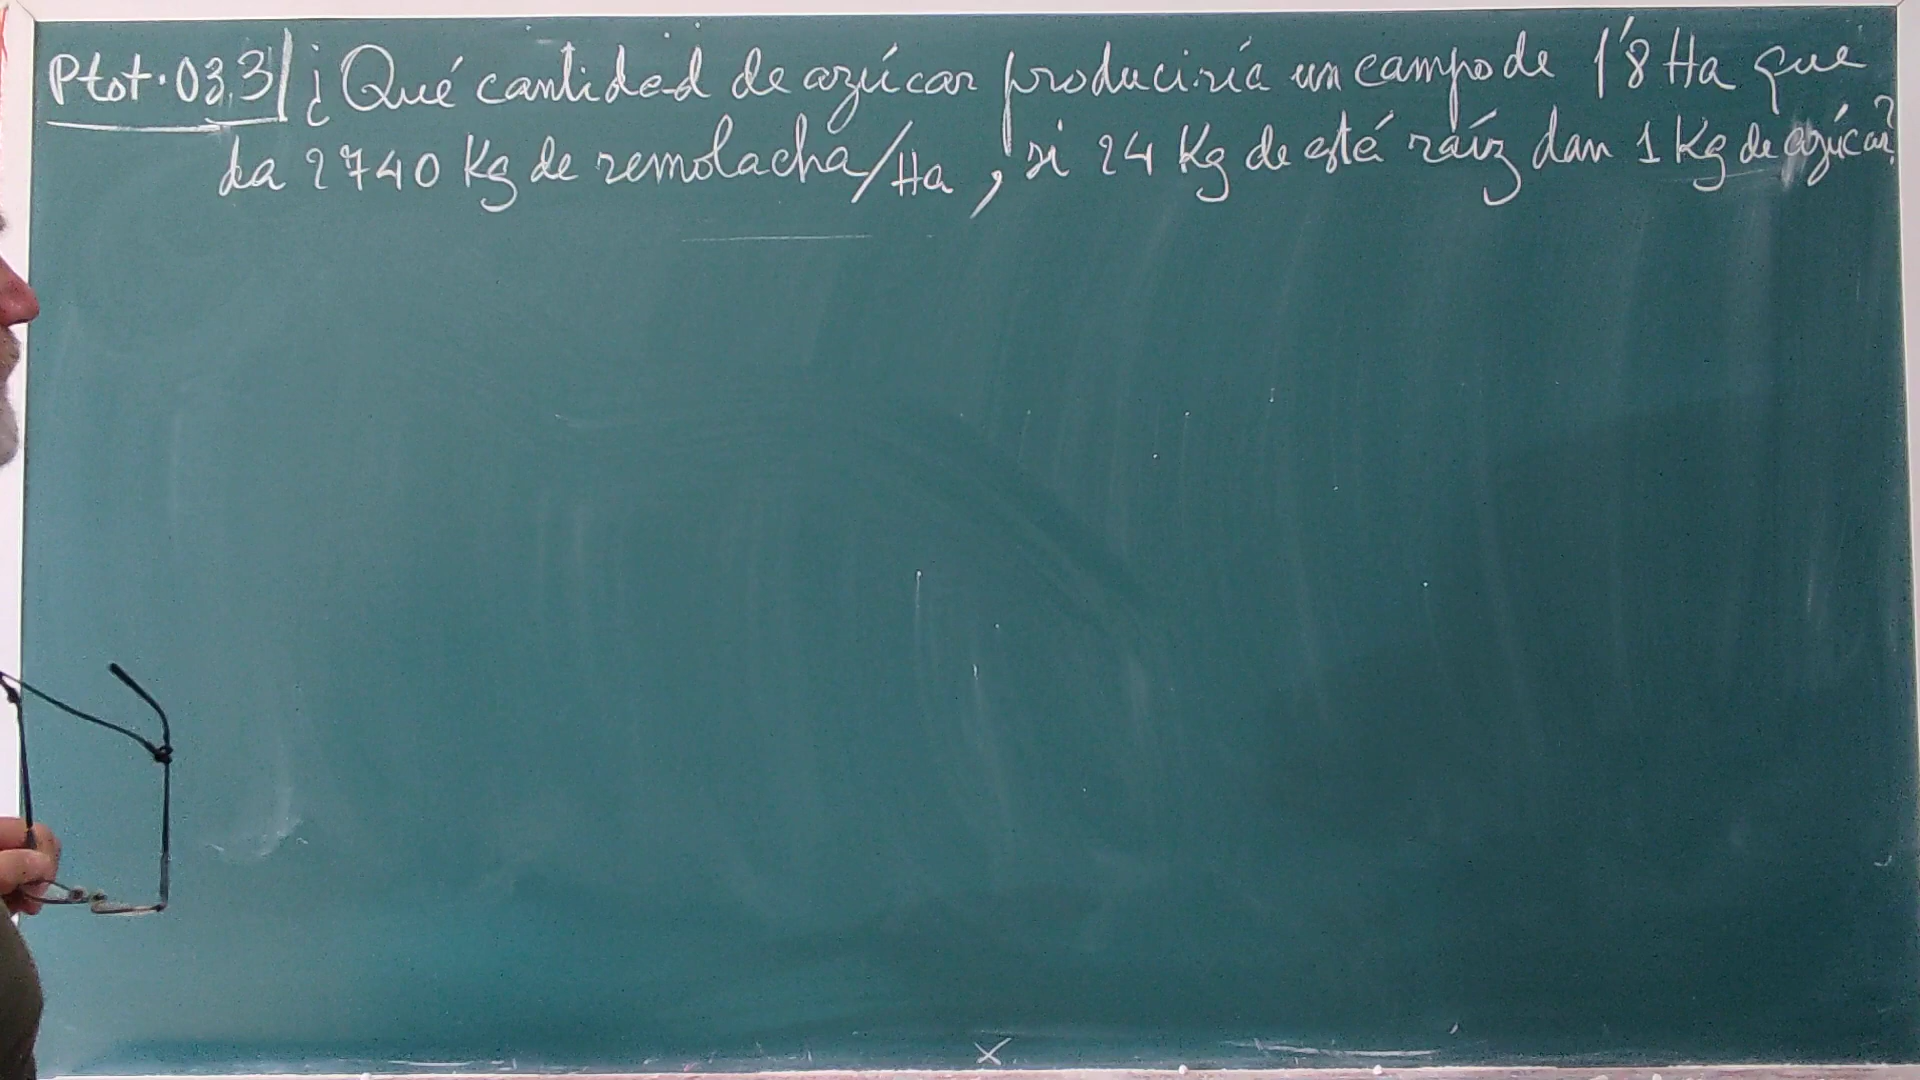 Ptot.03.3| ¿Qué cantidad de azúcar produciría un campo de 1'8 Ha que
da 2740 Kg de remolacha/Ha, si 24 Kg de esté raíz dan 1 Kg de azúcar?
x